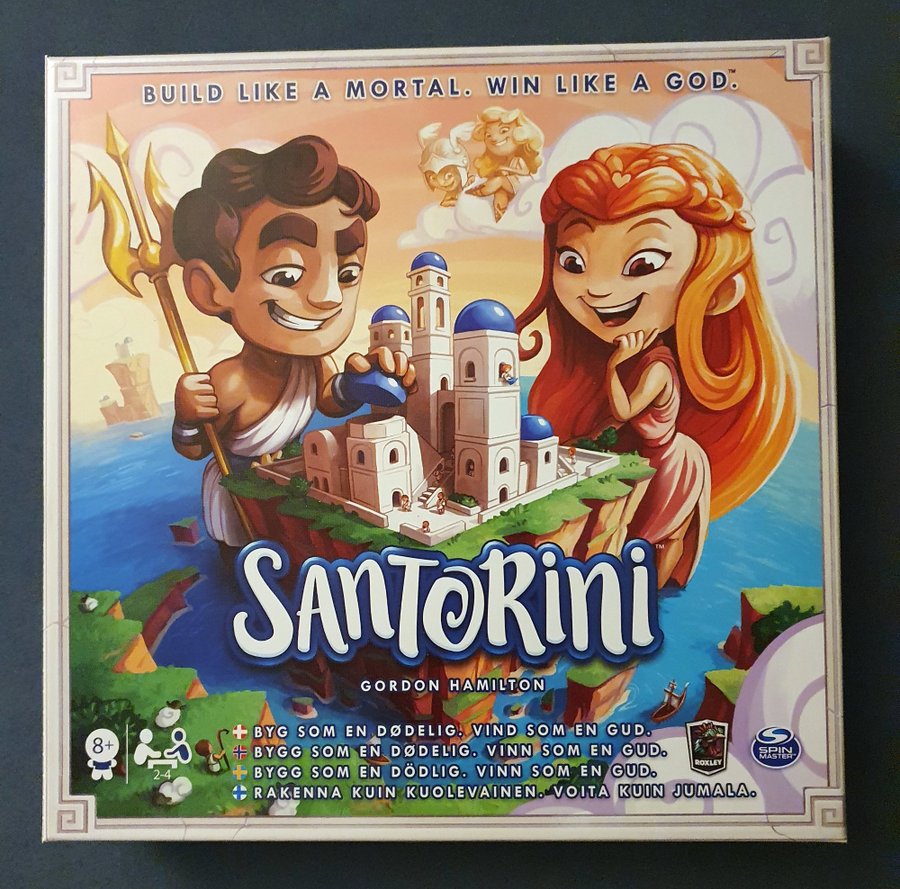 BUILD LIKE A MORTAL. WIN LIKE A GOD.™
SANTORINI™
GORDON HAMILTON
BYG SOM EN DØDELIG. VIND SOM EN GUD.
BYGG SOM EN DØDELIG. VINN SOM EN GUD.
BYGG SOM EN DÖDLIG. VINN SOM EN GUD.
RAKENNA KUIN KUOLEVAINEN. VOITA KUIN JUMALA.
8+
2-4
ROXLEY
SPIN MASTER™